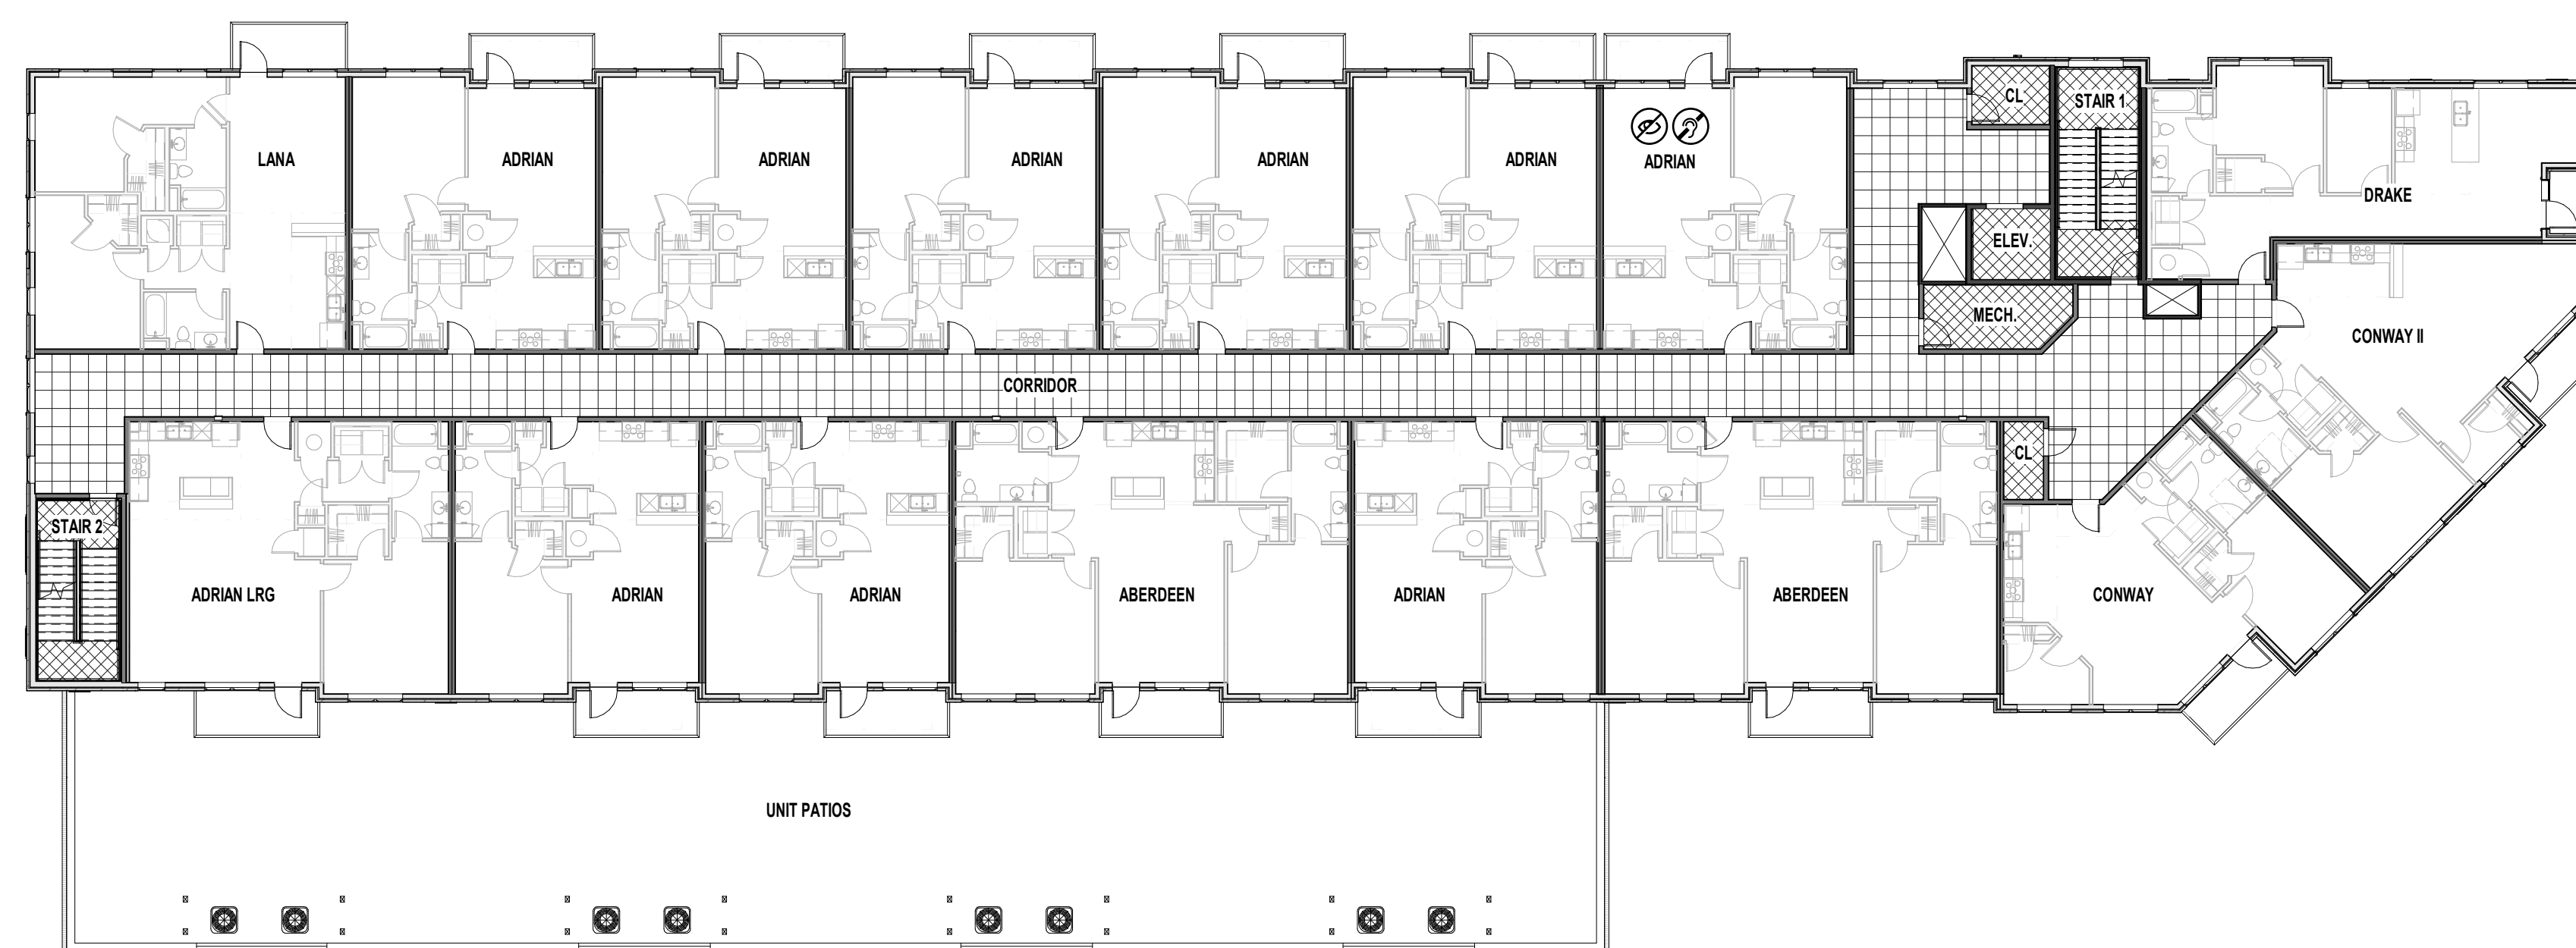 LANA
ADRIAN
ADRIAN
ADRIAN
ADRIAN
ADRIAN
ADRIAN
CL
STAIR 1
DRAKE
ELEV.
MECH.
CONWAY II
CORRIDOR
CL
STAIR 2
ADRIAN LRG
ADRIAN
ADRIAN
ABERDEEN
ADRIAN
ABERDEEN
CONWAY
UNIT PATIOS